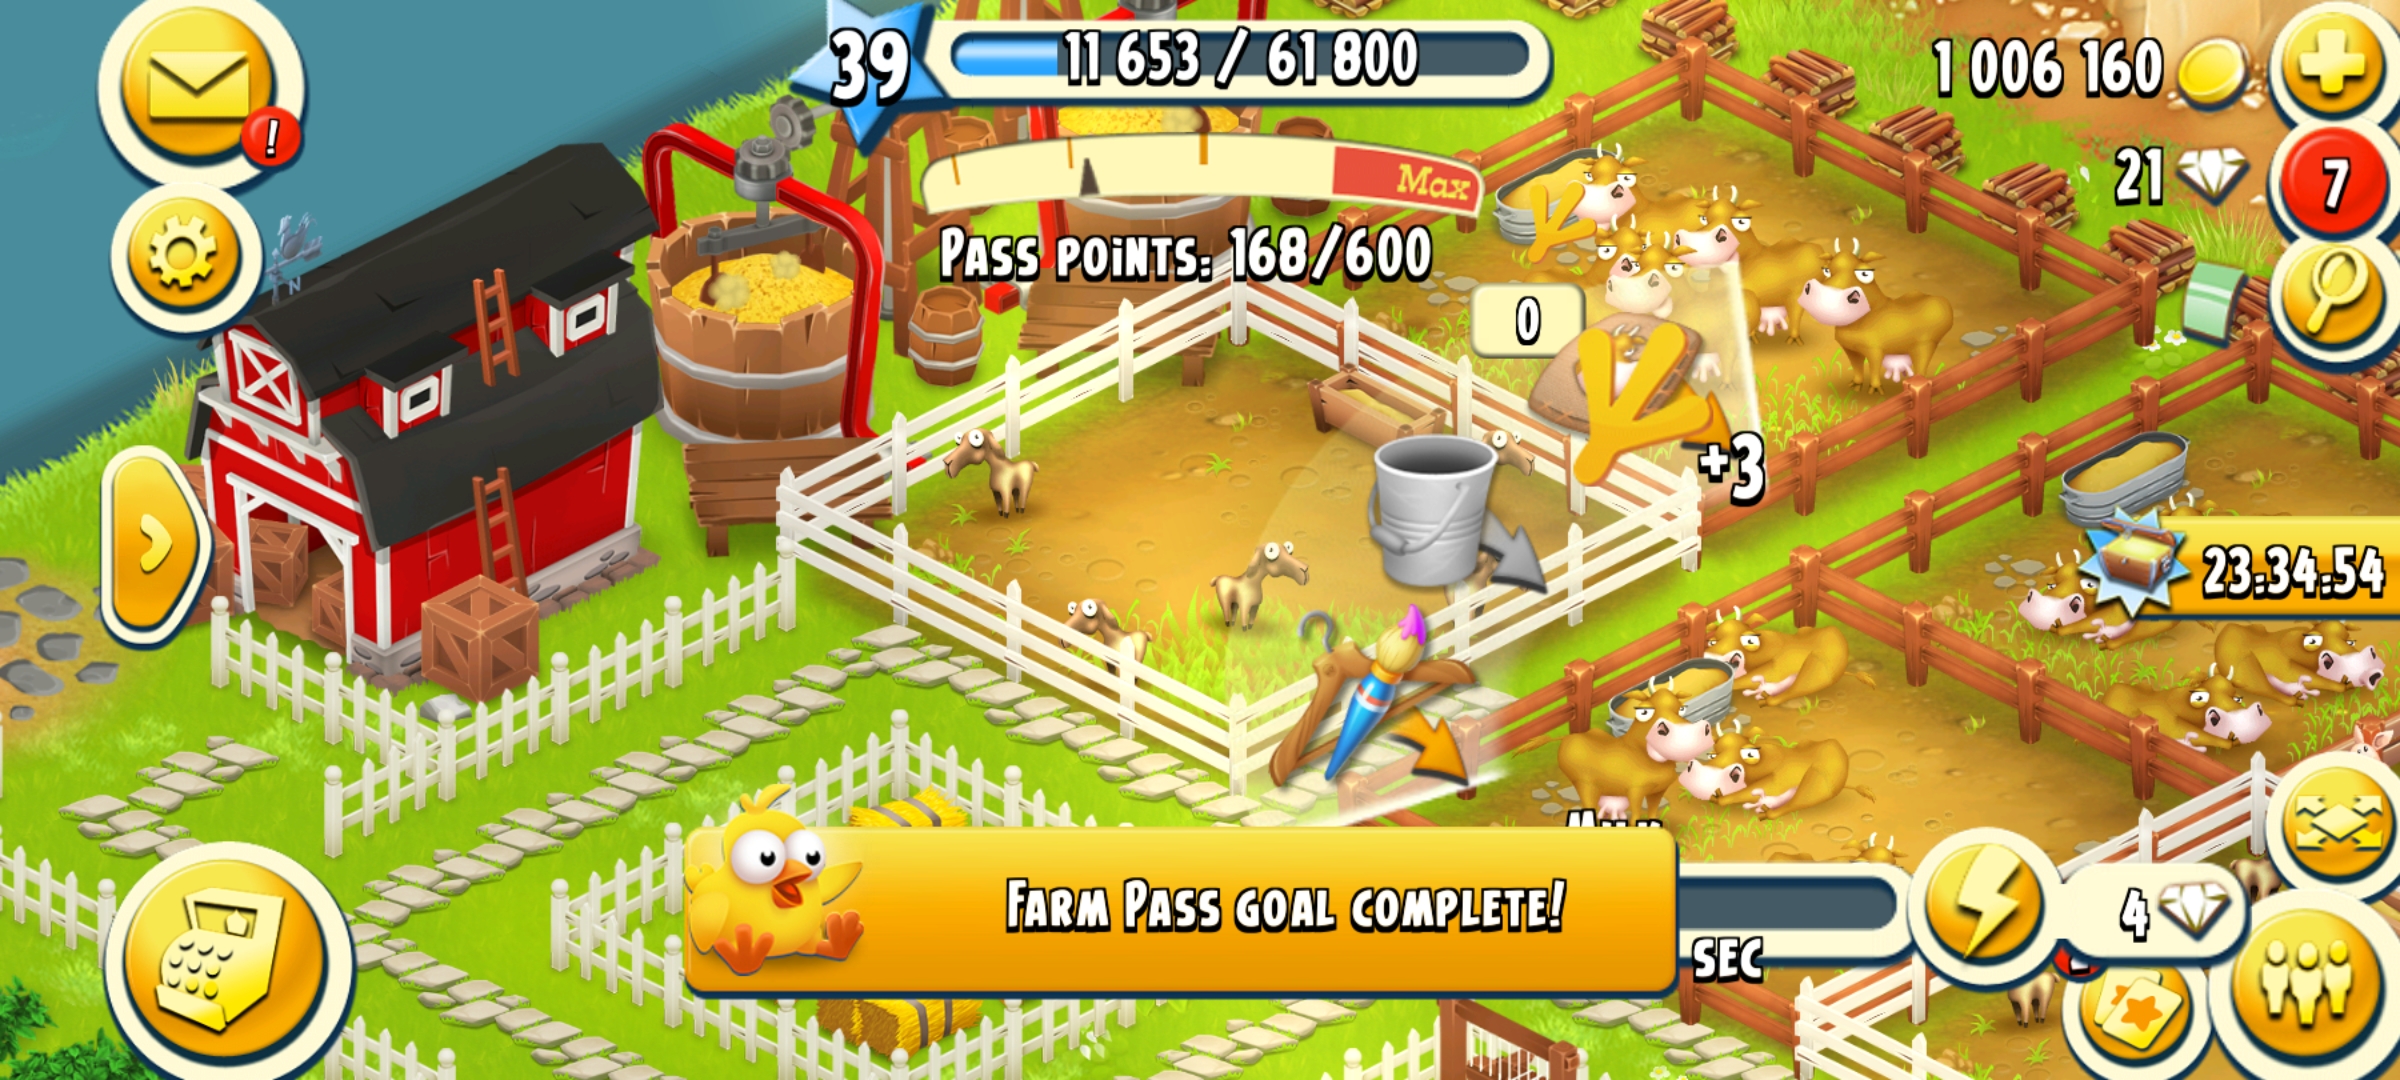 39
11 653 / 61 800
1 006 160
Max
21
7
Pass points: 168/600
0
+3
23:34:54
Milk
Farm Pass goal complete!
4
sec
!
N